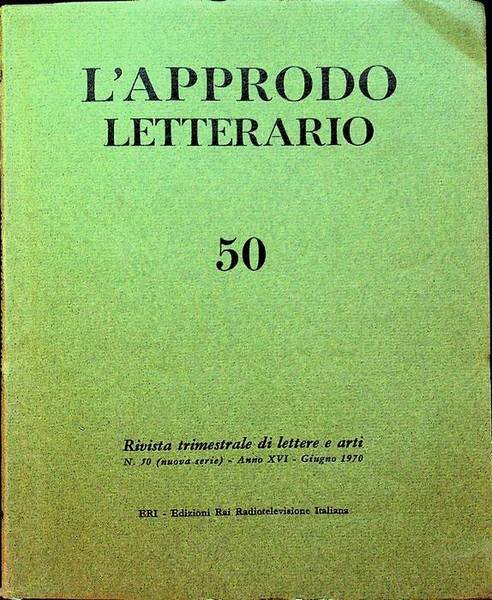 L'APPRODO
LETTERARIO
50
Rivista trimestrale di lettere e arti
N. 50 (nuova serie) - Anno XVI - Giugno 1970
ERI - Edizioni Rai Radiotelevisione Italiana